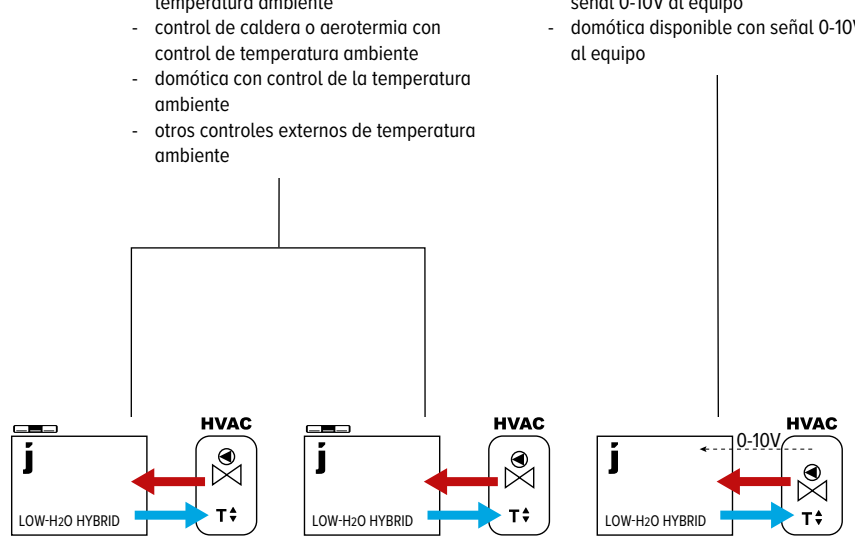 temperatura ambiente
- control de caldera o aerotermia con
control de temperatura ambiente
- domótica con control de la temperatura
ambiente
- otros controles externos de temperatura
ambiente
señal 0-10V al equipo
- domótica disponible con señal 0-10V
al equipo
HVAC
j
LOW-H2O HYBRID
T
HVAC
j
LOW-H2O HYBRID
T
HVAC
0-10V
j
LOW-H2O HYBRID
T